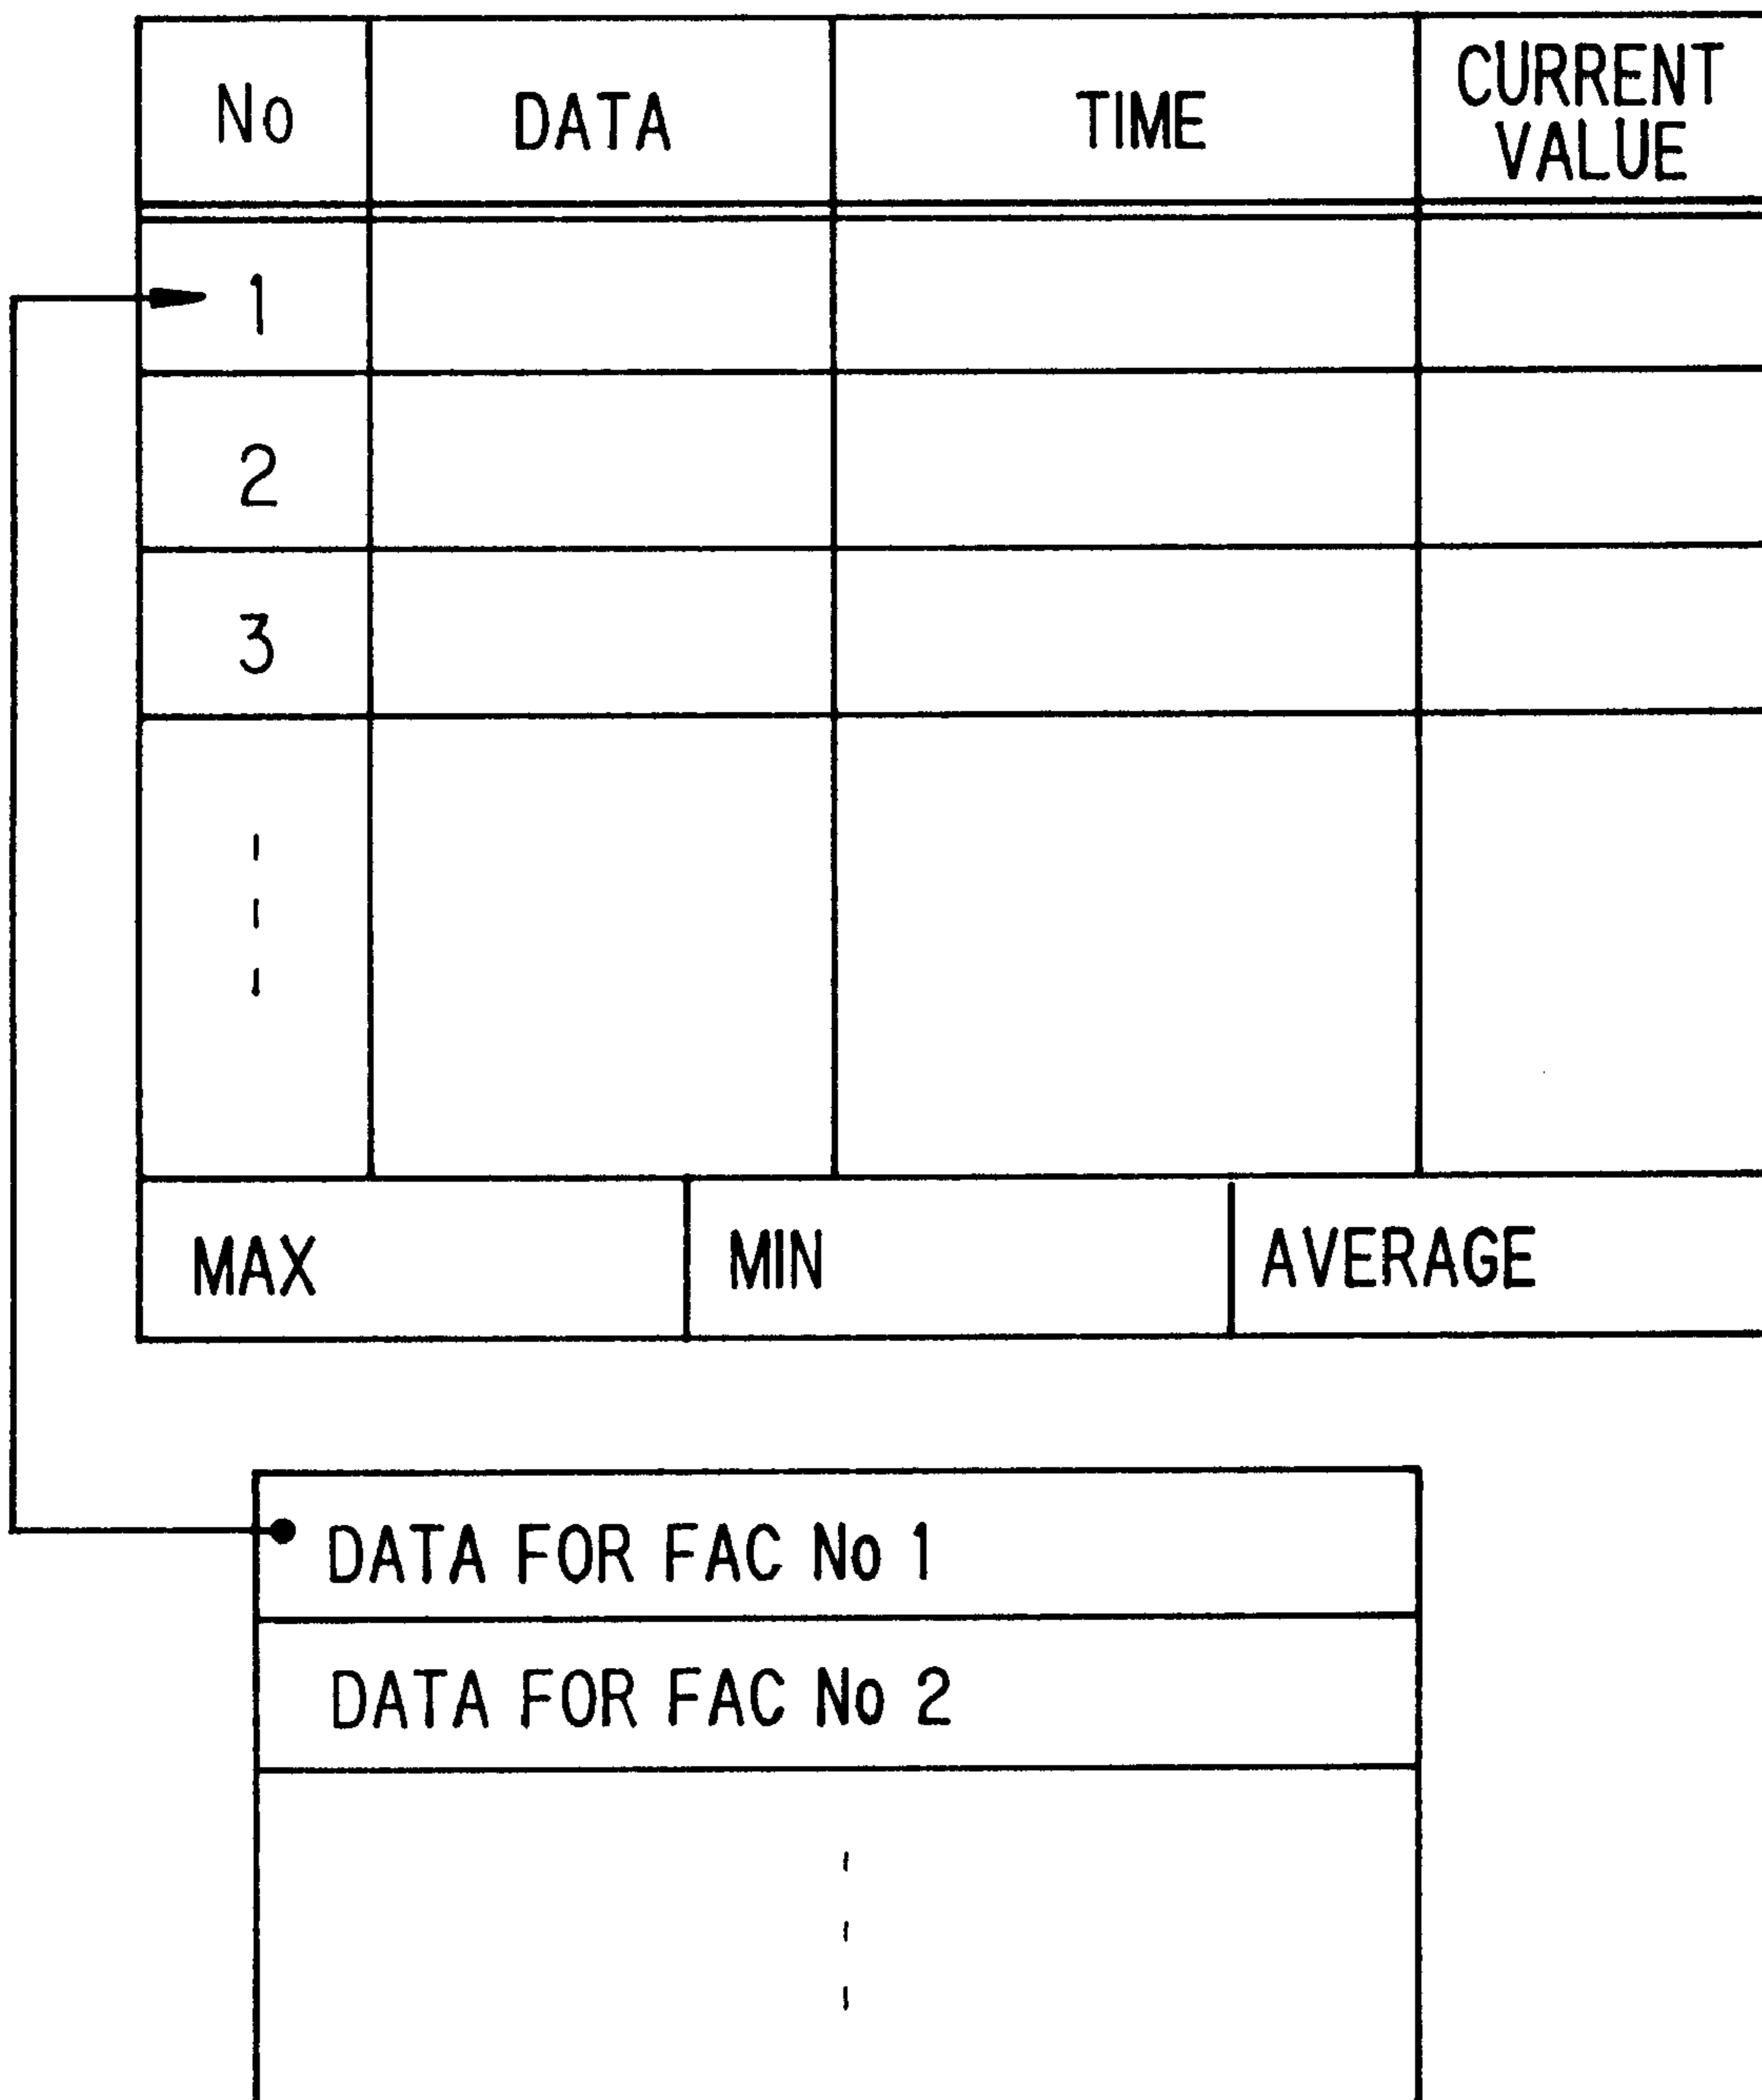 No DATA TIME CURRENT VALUE
1
2
3
MAX MIN AVERAGE
DATA FOR FAC No 1
DATA FOR FAC No 2